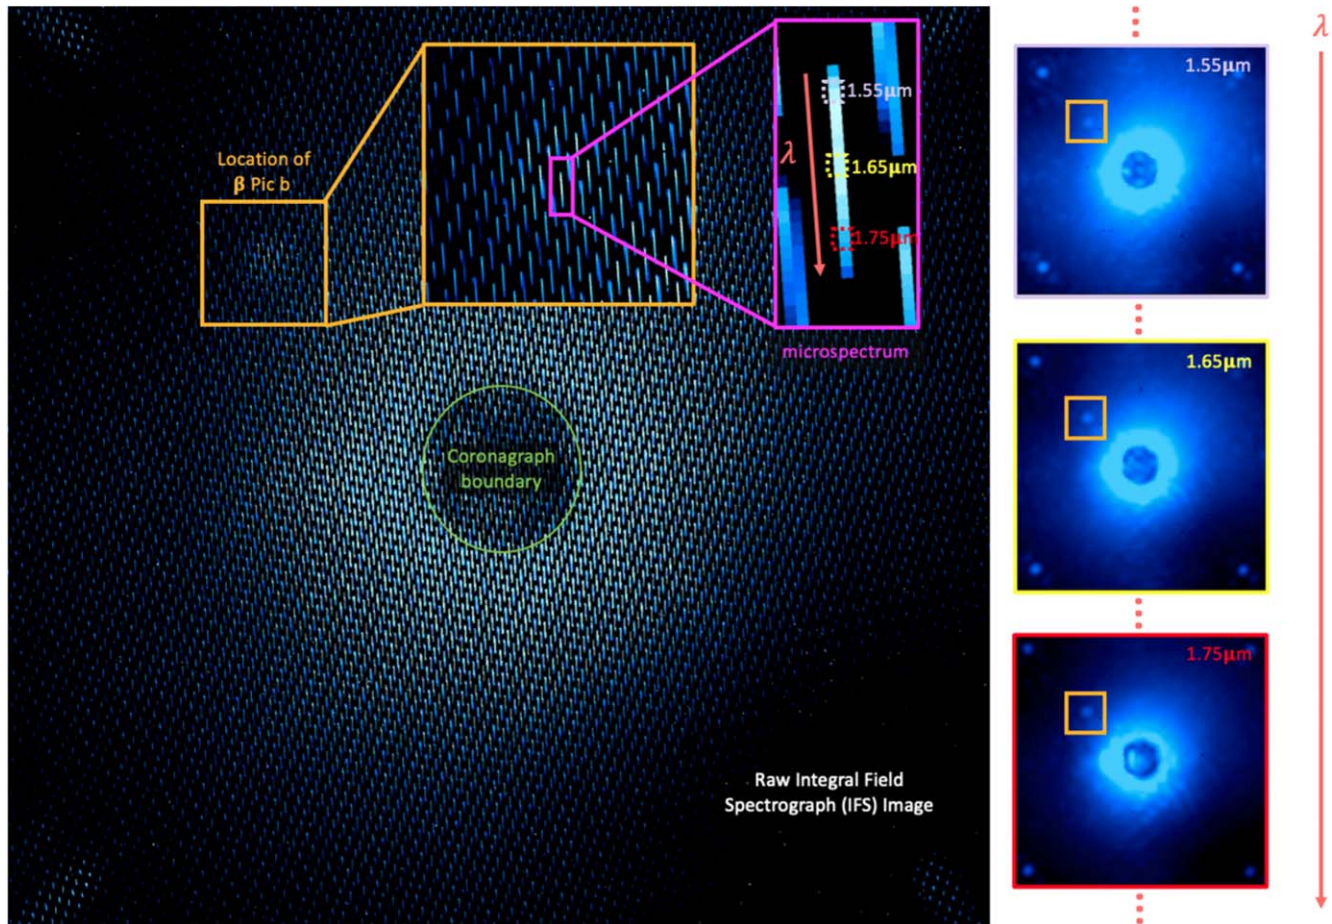 Location of
β Pic b
λ
1.55μm
1.65μm
1.75μm
microspectrum
Coronagraph
boundary
Raw Integral Field
Spectrograph (IFS) Image
1.55μm
1.65μm
1.75μm
λ